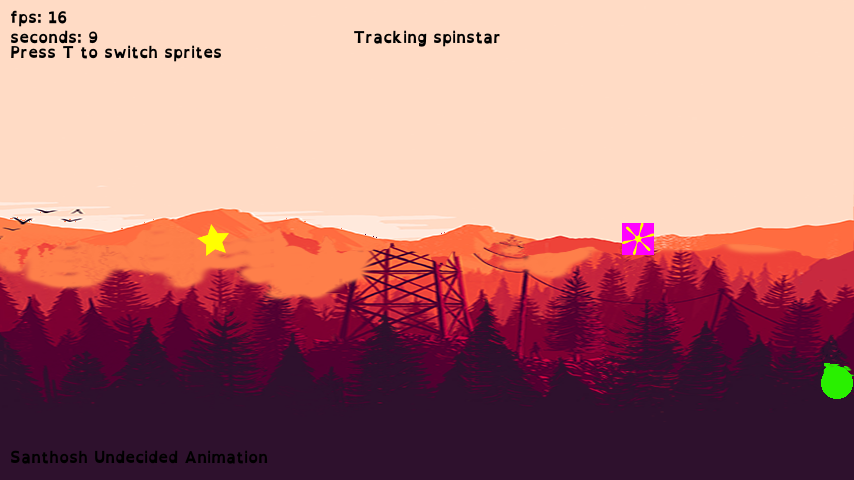 fps: 16
seconds: 9
Press T to switch sprites
Tracking spinstar
Santhosh Undecided Animation